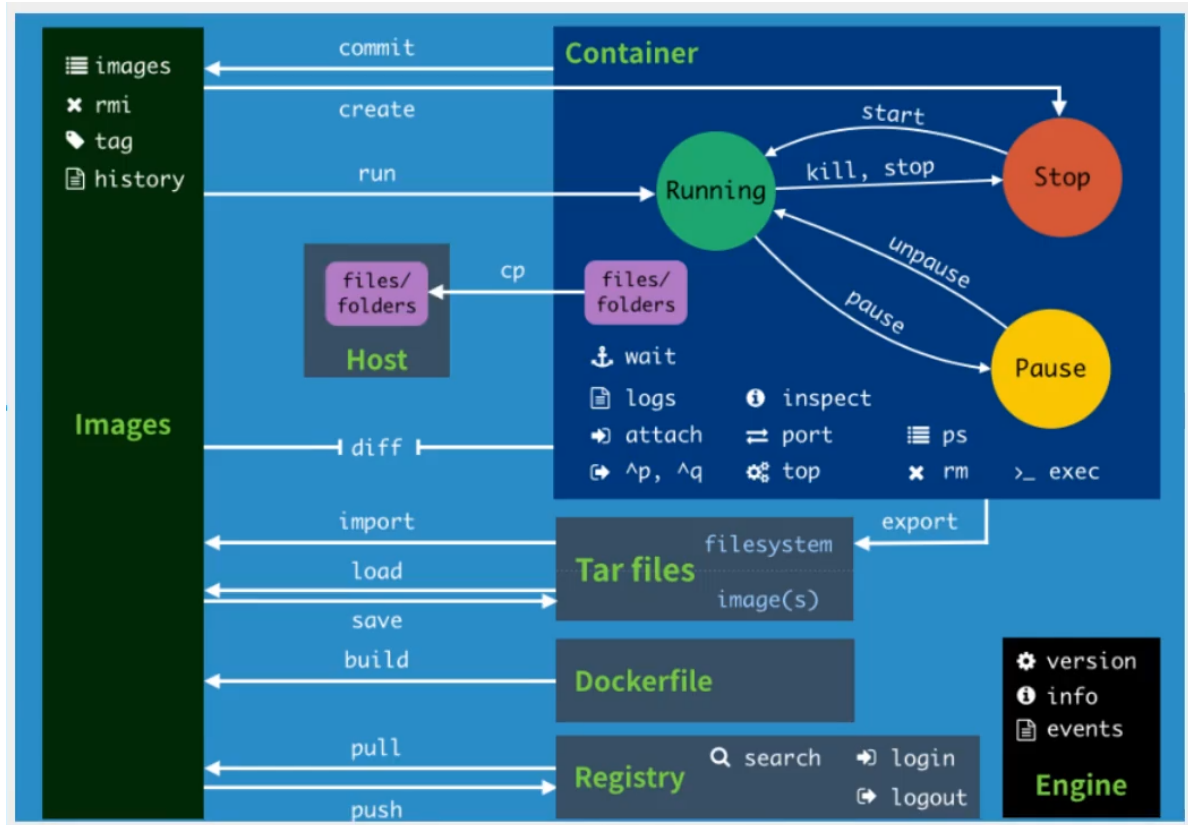 images
rmi
tag
history
Images
commit
create
run
cp
files/
folders
Host
diff
import
load
save
build
pull
push
Container
start
Running
kill, stop
Stop
unpause
pause
Pause
files/
folders
wait
logs
inspect
attach
port
ps
^p, ^q
top
rm
>_ exec
export
filesystem
Tar files
image(s)
Dockerfile
search
login
Registry
logout
version
info
events
Engine